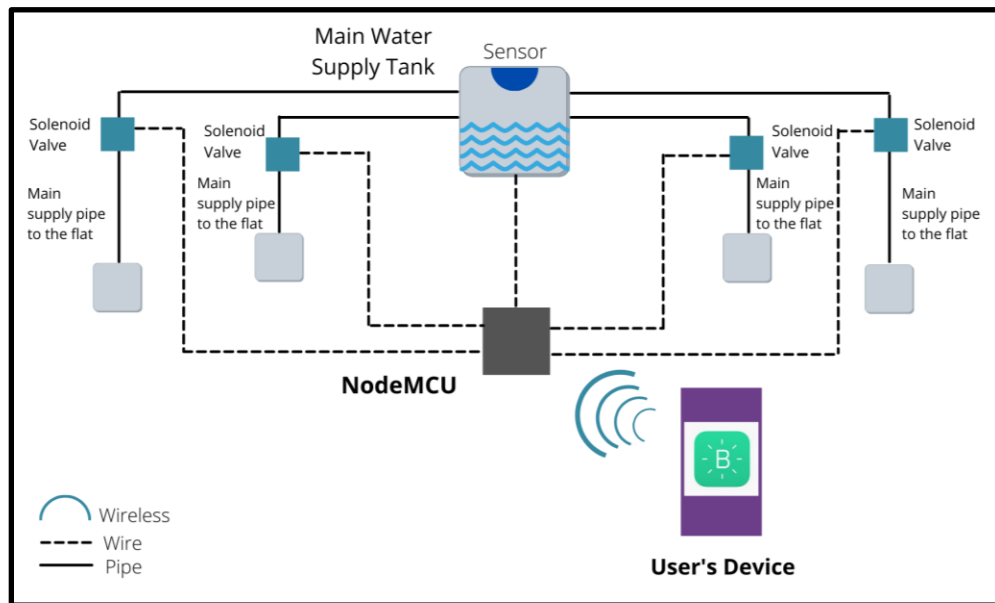 Main Water
Supply Tank
Sensor
Solenoid
Valve
Solenoid
Valve
Solenoid
Valve
Solenoid
Valve
Main
supply pipe
to the flat
Main
supply pipe
to the flat
Main
supply pipe
to the flat
Main
supply pipe
to the flat
NodeMCU
B
User's Device
Wireless
Wire
Pipe